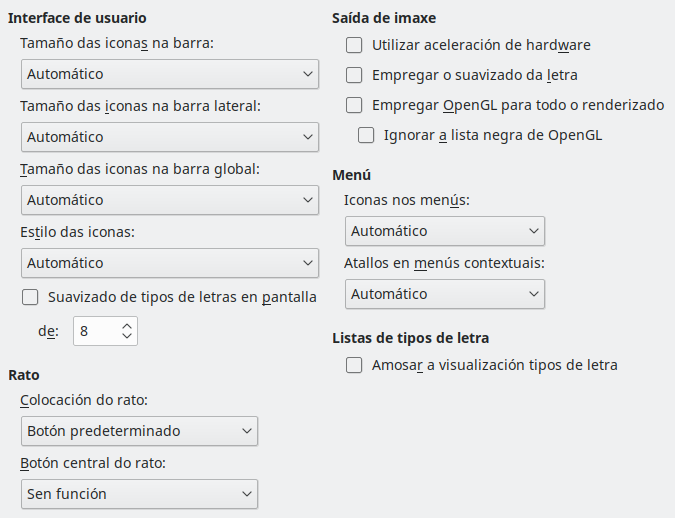 Interface de usuario
Tamaño das iconas na barra:
Automático
Tamaño das iconas na barra lateral:
Automático
Tamaño das iconas na barra global:
Automático
Estilo das iconas:
Automático
Suavizado de tipos de letras en pantalla
de: 8
Rato
Colocación do rato:
Botón predeterminado
Botón central do rato:
Sen función
Saída de imaxe
Utilizar aceleración de hardware
Empregar o suavizado da letra
Empregar OpenGL para todo o renderizado
Ignorar a lista negra de OpenGL
Menú
Iconas nos menús:
Automático
Atallos en menús contextuais:
Automático
Listas de tipos de letra
Amosar a visualización tipos de letra